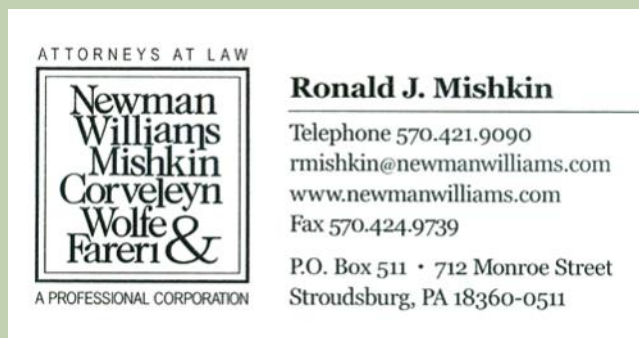 ATTORNEYS AT LAW
Newman
Williams
Mishkin
Corveleyn
Wolfe &
Fareri
A PROFESSIONAL CORPORATION
Ronald J. Mishkin
Telephone 570.421.9090
rmishkin@newmanwilliams.com
www.newmanwilliams.com
Fax 570.424.9739
P.O. Box 511 • 712 Monroe Street
Stroudsburg, PA 18360-0511